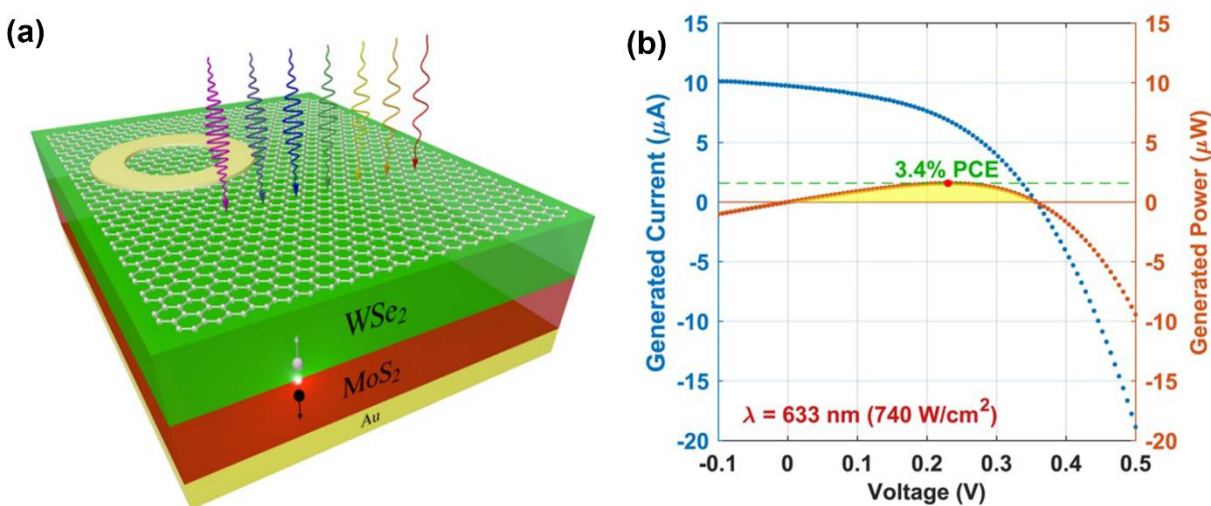 (a)
WSe₂
MoS₂
Au
(b)
15
10
5
0
-5
-10
-15
-20
Generated Current (μA)
3.4% PCE
λ = 633 nm (740 W/cm²)
-0.1 0 0.1 0.2 0.3 0.4 0.5
Voltage (V)
15
10
5
0
-5
-10
-15
-20
Generated Power (μW)